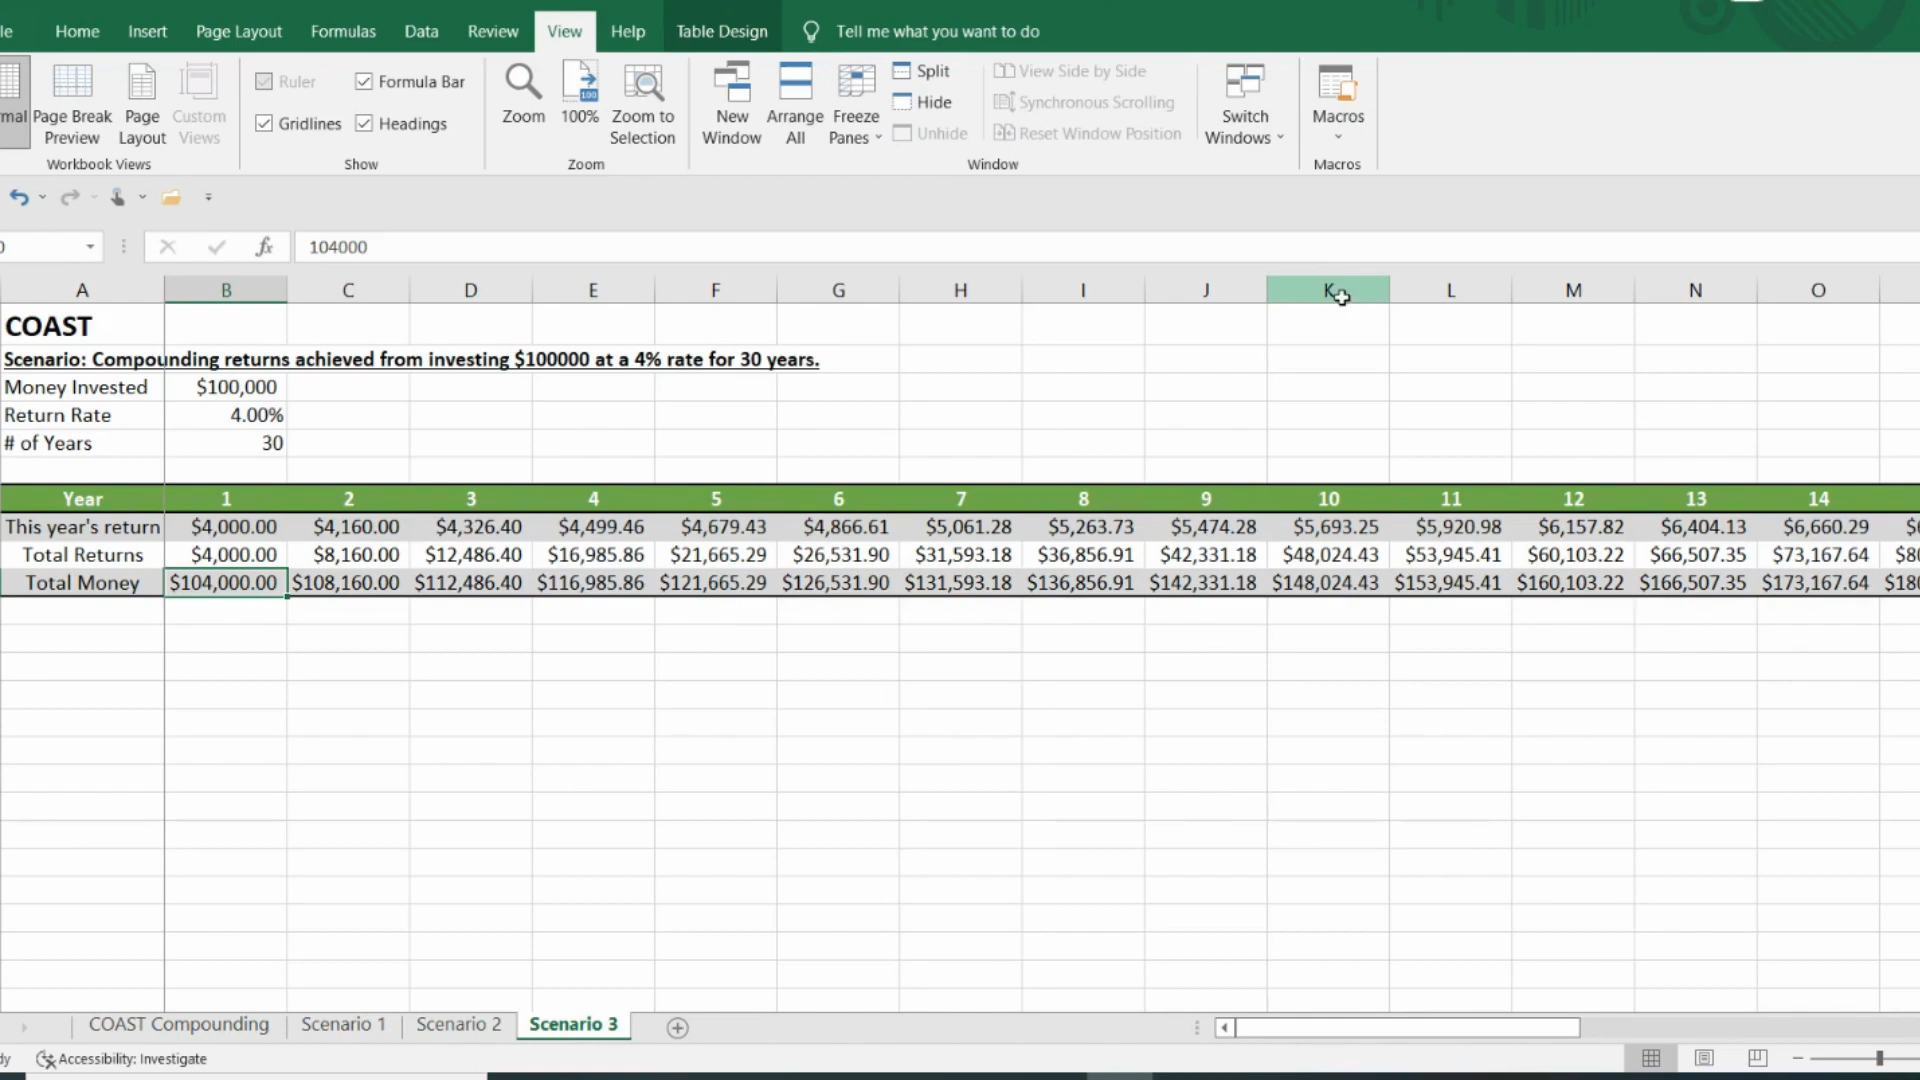 le Home Insert Page Layout Formulas Data Review View Help Table Design Tell me what you want to do
Ruler Formula Bar Split View Side by Side
Page Break Page Custom Zoom 100% Zoom to New Arrange Freeze Hide Synchronous Scrolling Switch Macros
mal Preview Layout Views Gridlines Headings Selection Window All Panes Unhide Reset Window Position Windows
Workbook Views Show Zoom Window Macros
0 fx 104000
A B C D E F G H I J K L M N O
COAST
Scenario: Compounding returns achieved from investing $100000 at a 4% rate for 30 years.
Money Invested $100,000
Return Rate 4.00%
# of Years 30
Year 1 2 3 4 5 6 7 8 9 10 11 12 13 14
This year's return $4,000.00 $4,160.00 $4,326.40 $4,499.46 $4,679.43 $4,866.61 $5,061.28 $5,263.73 $5,474.28 $5,693.25 $5,920.98 $6,157.82 $6,404.13 $6,660.29 $6
Total Returns $4,000.00 $8,160.00 $12,486.40 $16,985.86 $21,665.29 $26,531.90 $31,593.18 $36,856.91 $42,331.18 $48,024.43 $53,945.41 $60,103.22 $66,507.35 $73,167.64 $80
Total Money $104,000.00 $108,160.00 $112,486.40 $116,985.86 $121,665.29 $126,531.90 $131,593.18 $136,856.91 $142,331.18 $148,024.43 $153,945.41 $160,103.22 $166,507.35 $173,167.64 $180
COAST Compounding Scenario 1 Scenario 2 Scenario 3
dy Accessibility: Investigate